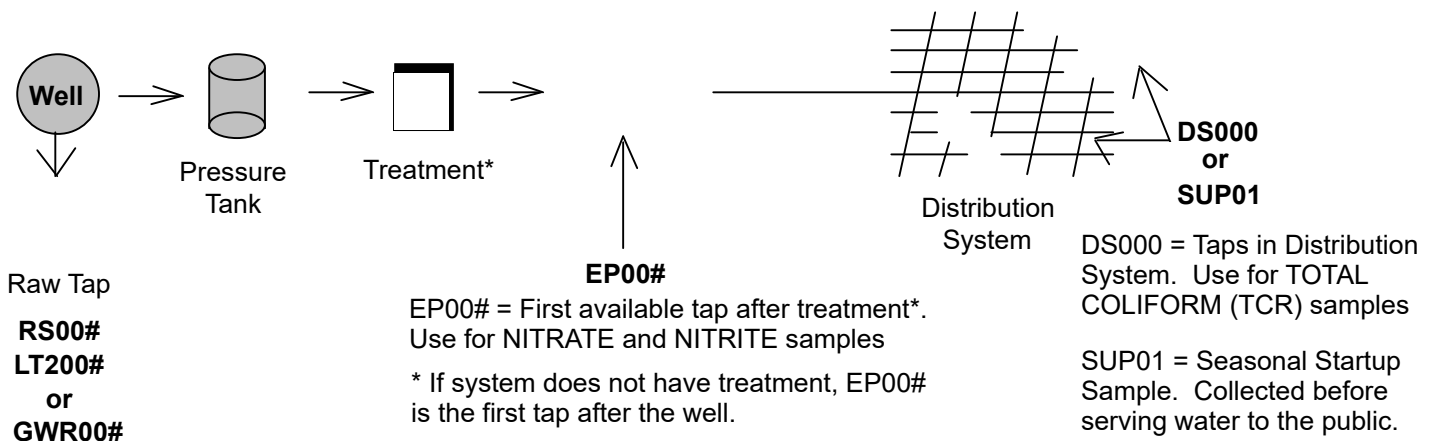 Well
Pressure
Tank
Treatment*
Distribution
System
DS000
or
SUP01
Raw Tap
RS00#
LT200#
or
GWR00#
EP00#
EP00# = First available tap after treatment*.
Use for NITRATE and NITRITE samples
* If system does not have treatment, EP00#
is the first tap after the well.
DS000 = Taps in Distribution
System. Use for TOTAL
COLIFORM (TCR) samples
SUP01 = Seasonal Startup
Sample. Collected before
serving water to the public.